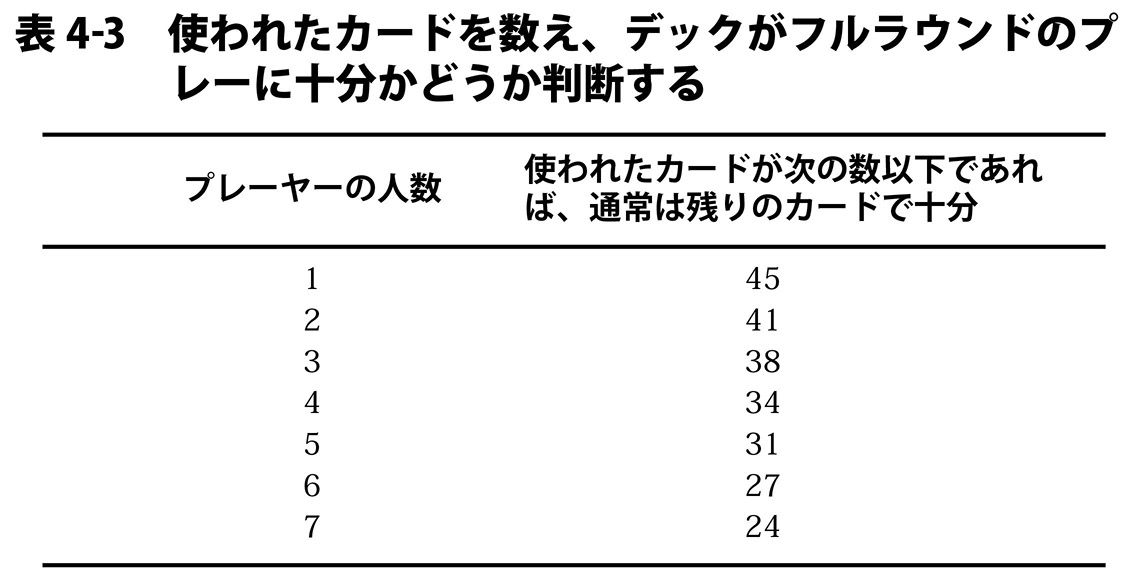 表 4-3　使われたカードを数え、デックがフルラウンドのプ
レーに十分かどうか判断する
プレーヤーの人数
使われたカードが次の数以下であれ
ば、通常は残りのカードで十分
1 45
2 41
3 38
4 34
5 31
6 27
7 24